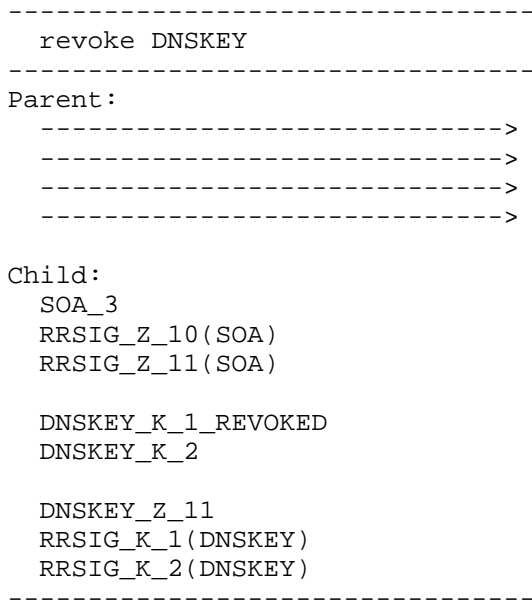 ---------------------------------
revoke DNSKEY
---------------------------------
Parent:
----------------------------->
----------------------------->
----------------------------->
----------------------------->
Child:
SOA_3
RRSIG_Z_10(SOA)
RRSIG_Z_11(SOA)
DNSKEY_K_1_REVOKED
DNSKEY_K_2
DNSKEY_Z_11
RRSIG_K_1(DNSKEY)
RRSIG_K_2(DNSKEY)
---------------------------------